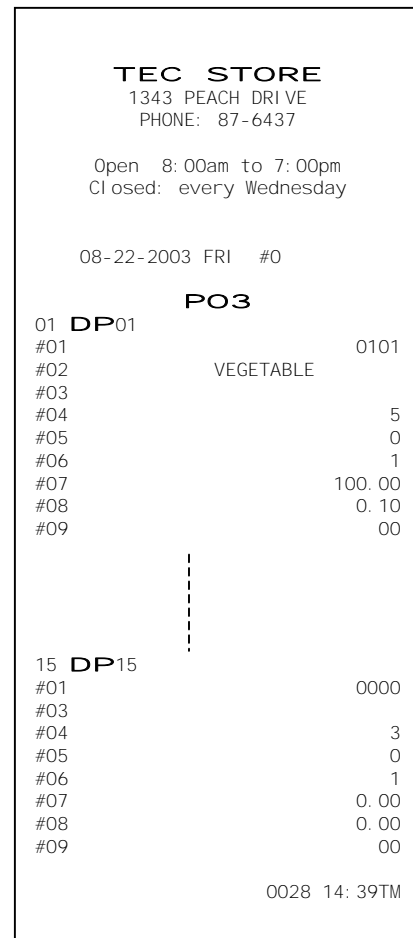 TEC STORE
1343 PEACH DRIVE
PHONE: 87-6437
Open 8:00am to 7:00pm
Closed: every Wednesday
08-22-2003 FRI #0
PO3
01 DP01
#01 0101
#02 VEGETABLE
#03
#04 5
#05 0
#06 1
#07 100.00
#08 0.10
#09 00
15 DP15
#01 0000
#03
#04 3
#05 0
#06 1
#07 0.00
#08 0.00
#09 00
0028 14:39TM